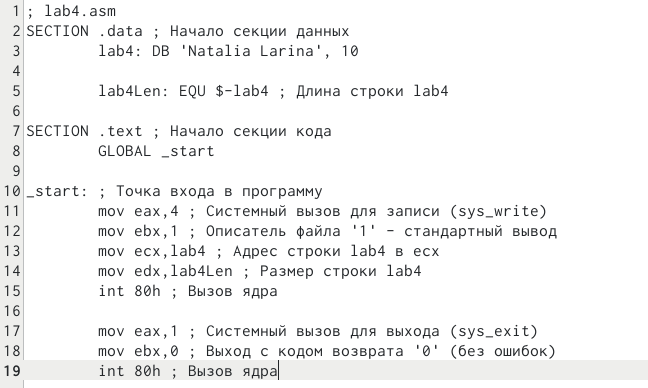 1 ; lab4.asm
2 SECTION .data ; Начало секции данных
3 lab4: DB 'Natalia Larina', 10
4
5 lab4Len: EQU $-lab4 ; Длина строки lab4
6
7 SECTION .text ; Начало секции кода
8 GLOBAL _start
9
10 _start: ; Точка входа в программу
11 mov eax,4 ; Системный вызов для записи (sys_write)
12 mov ebx,1 ; Описатель файла '1' - стандартный вывод
13 mov ecx,lab4 ; Адрес строки lab4 в ecx
14 mov edx,lab4Len ; Размер строки lab4
15 int 80h ; Вызов ядра
16
17 mov eax,1 ; Системный вызов для выхода (sys_exit)
18 mov ebx,0 ; Выход с кодом возврата '0' (без ошибок)
19 int 80h ; Вызов ядра